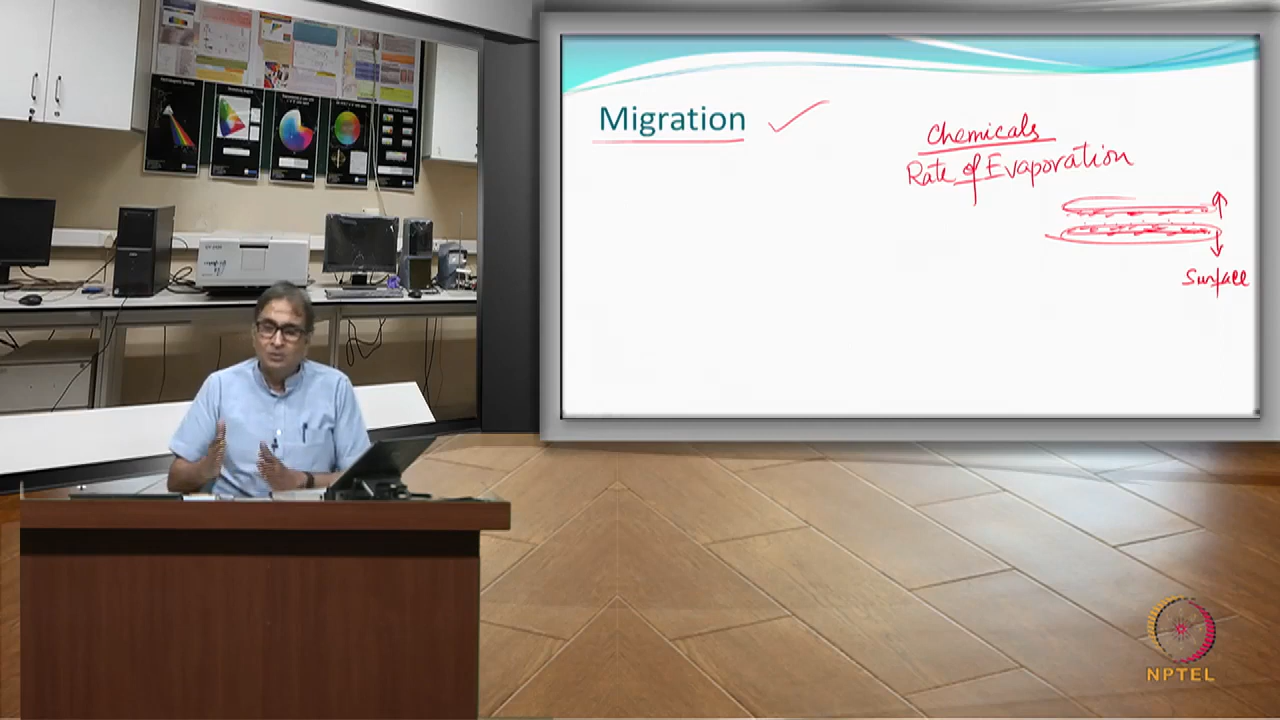 Migration
Chemicals
Rate of Evaporation
Surface
NPTEL